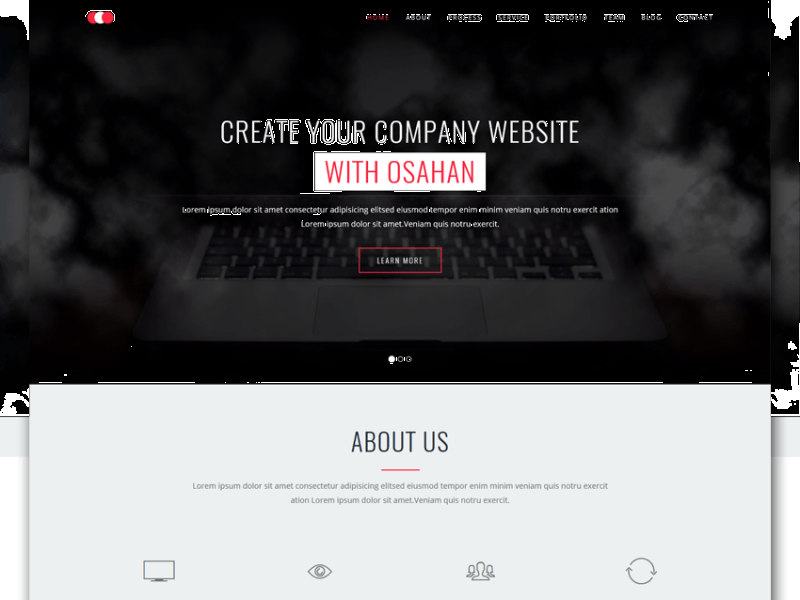 HOME ABOUT PROCESS SERVICE PORTFOLIO TEAM BLOG CONTACT
CREATE YOUR COMPANY WEBSITE
WITH OSAHAN
Lorem ipsum dolor sit amet consectetur adipisicing elitsed eiusmod tempor enim minim veniam quis notru exercit ation
Lorem ipsum dolor sit amet.Veniam quis notru exercit.
LEARN MORE
ABOUT US
Lorem ipsum dolor sit amet consectetur adipisicing elitsed eiusmod tempor enim minim veniam quis notru exercit
ation Lorem ipsum dolor sit amet.Veniam quis notru exercit.